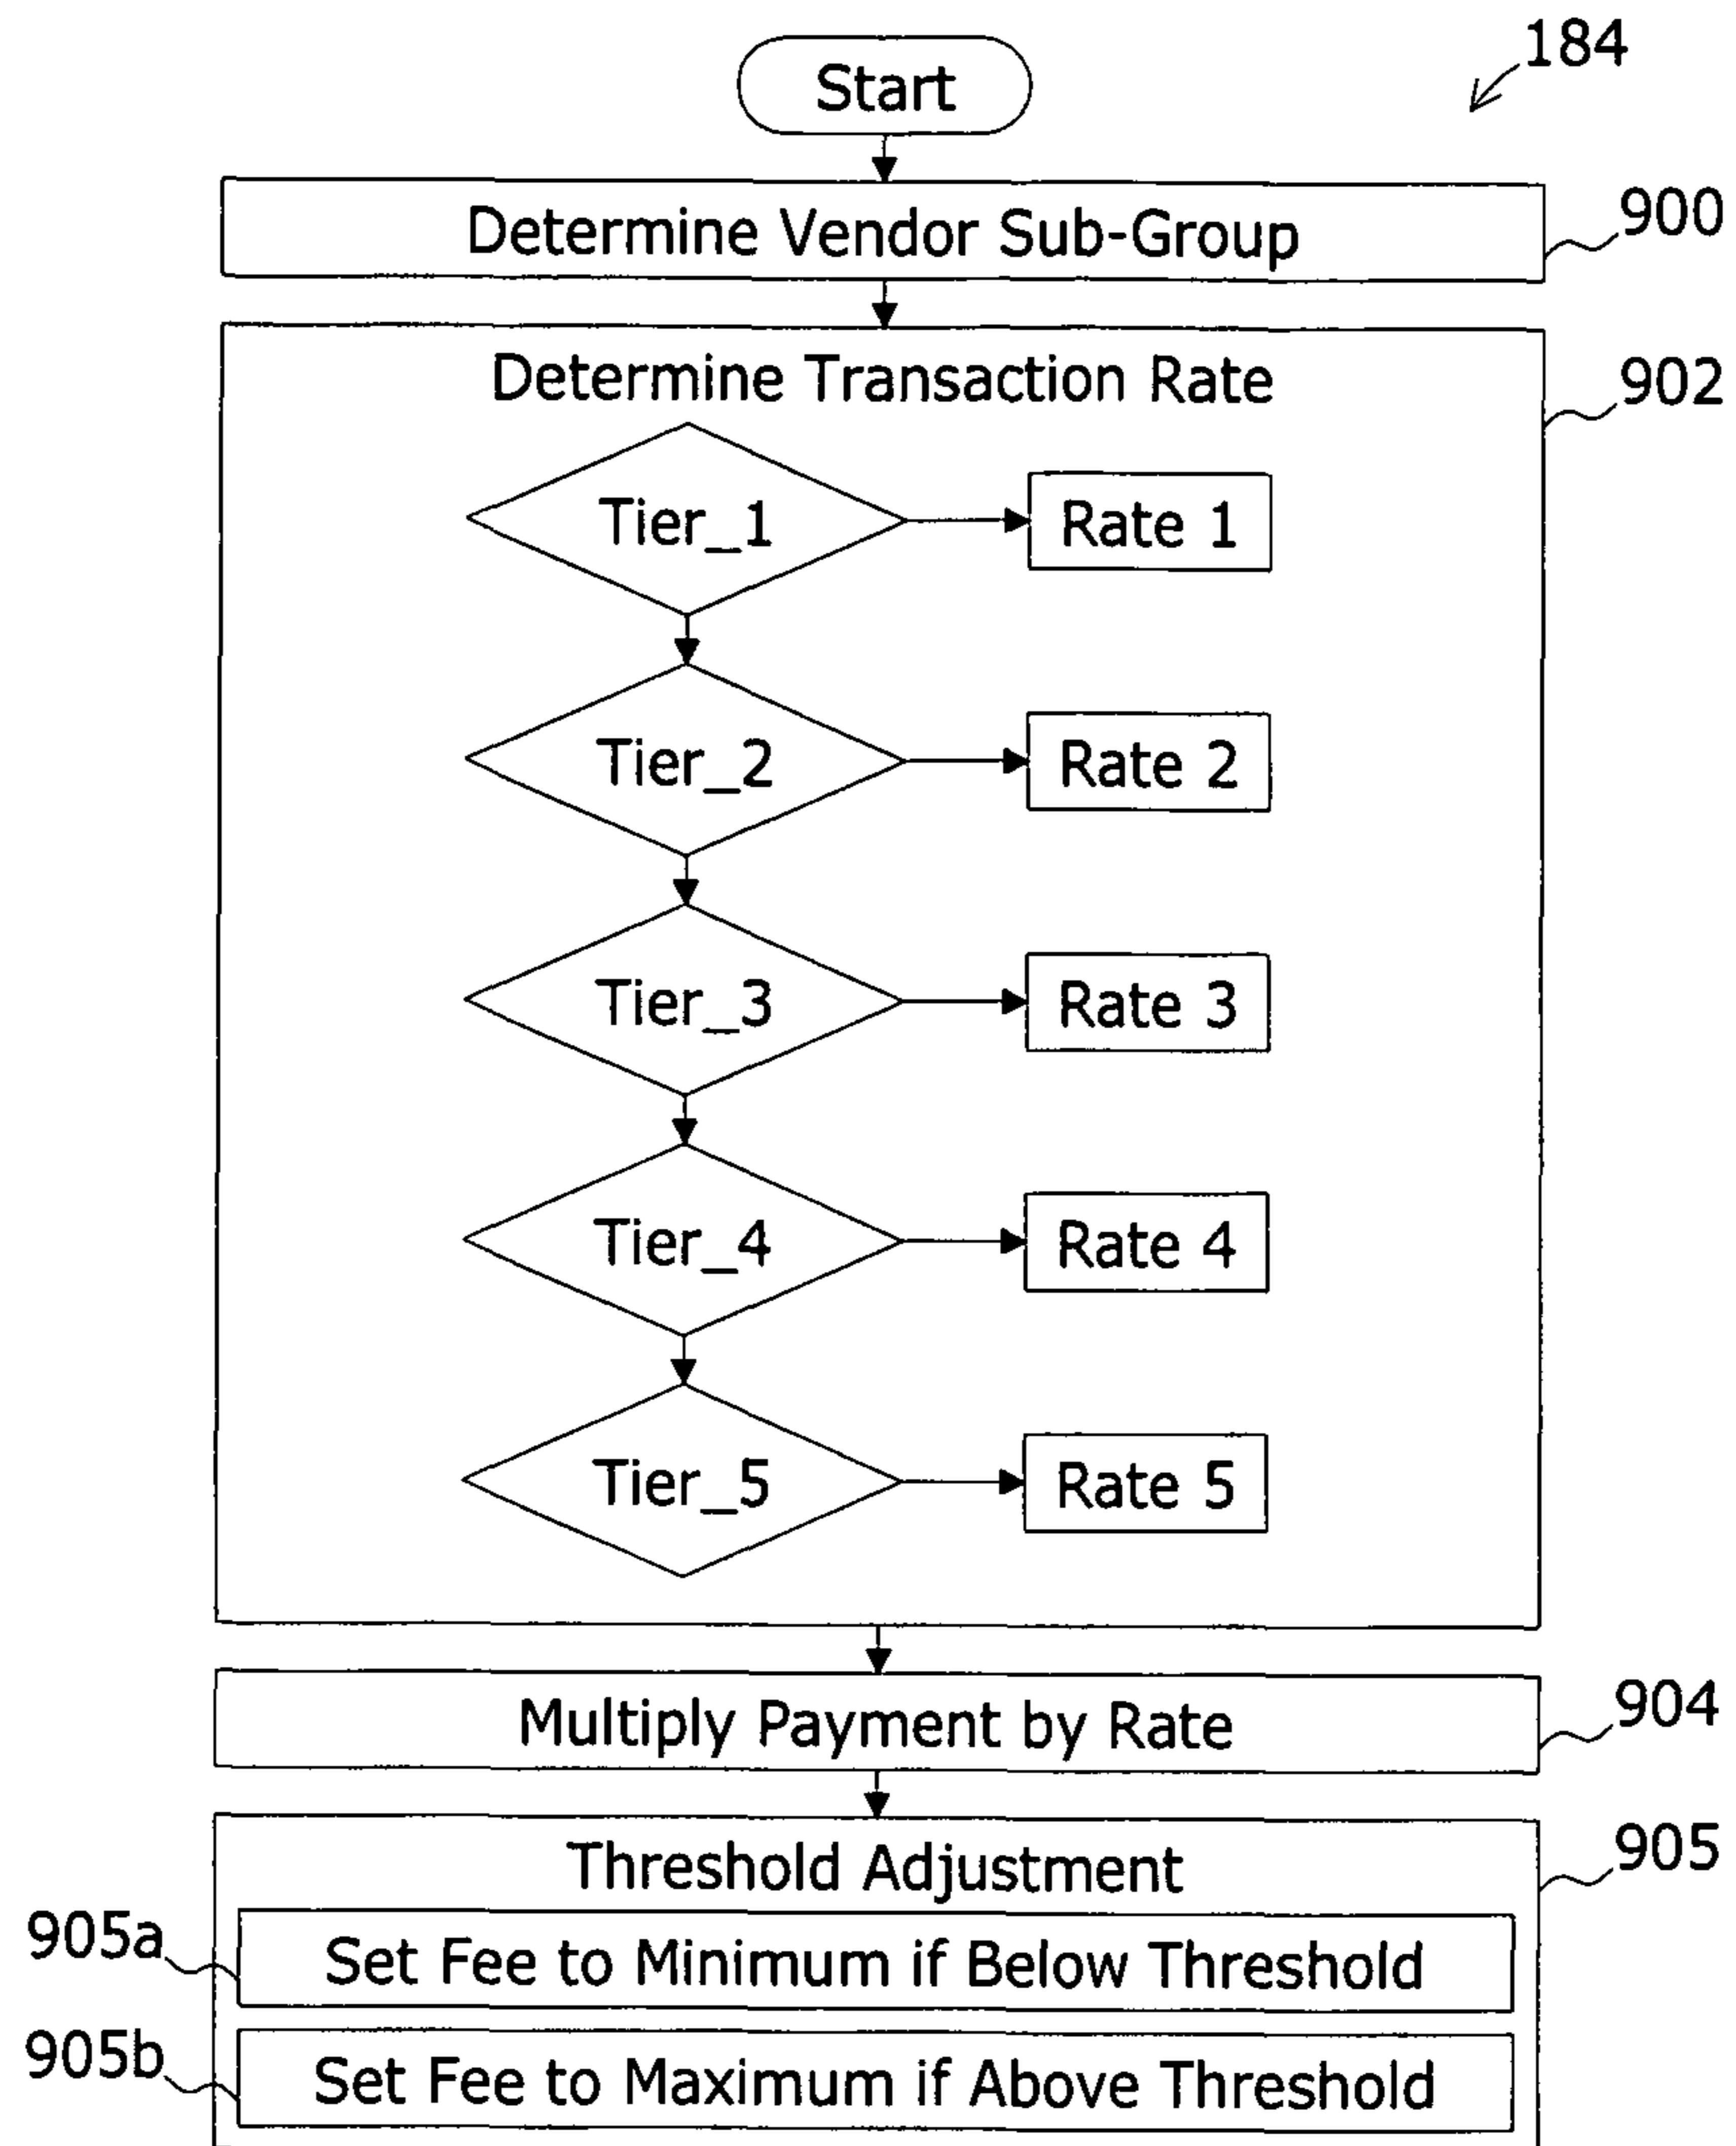 184
Start
Determine Vendor Sub-Group
900
Determine Transaction Rate
902
Tier_1
Rate 1
Tier_2
Rate 2
Tier_3
Rate 3
Tier_4
Rate 4
Tier_5
Rate 5
Multiply Payment by Rate
904
Threshold Adjustment
905
905a
Set Fee to Minimum if Below Threshold
905b
Set Fee to Maximum if Above Threshold